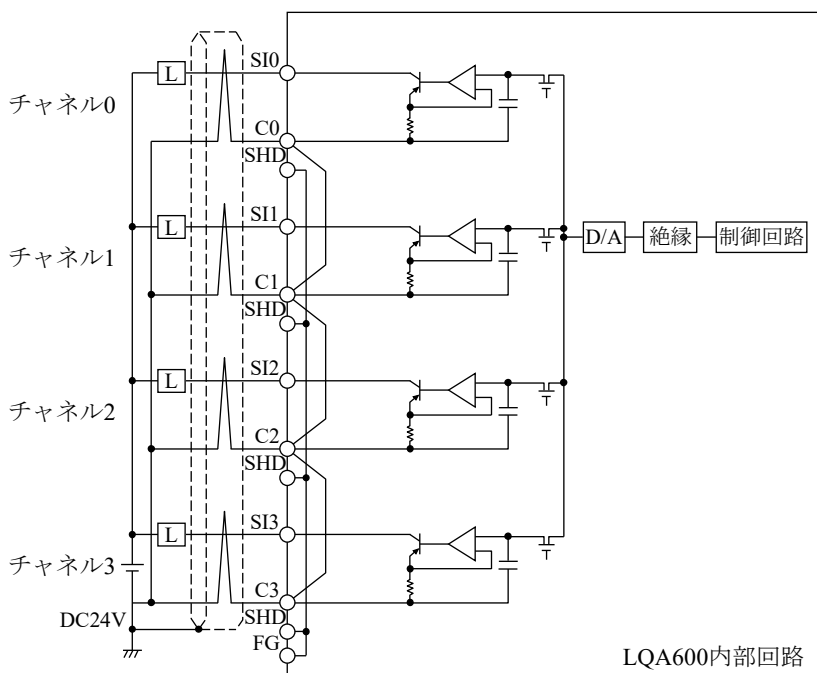 SI0
L
チャネル0
C0
SHD
SI1
L
チャネル1
D/A
絶縁
制御回路
C1
SHD
SI2
L
チャネル2
C2
SHD
SI3
L
チャネル3
C3
DC24V
SHD
FG
LQA600内部回路